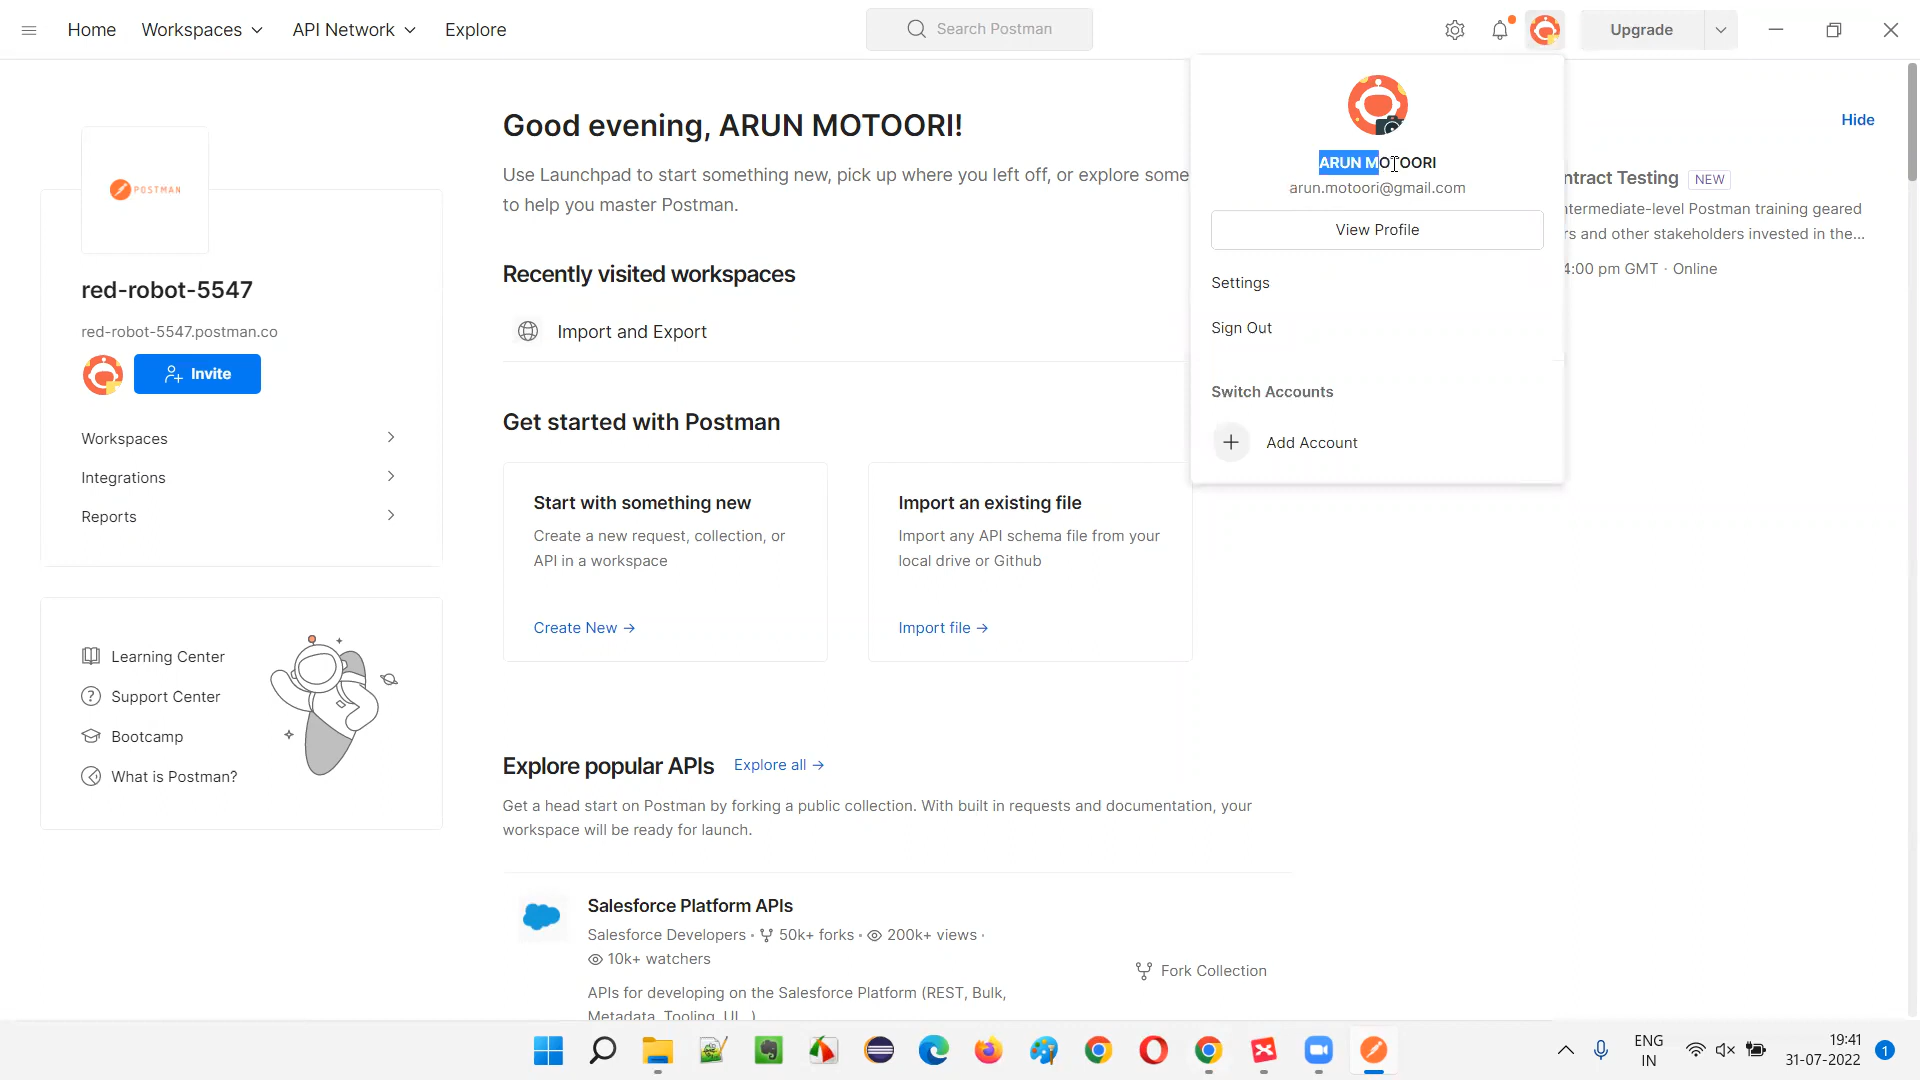 Home
Workspaces
API Network
Explore
Search Postman
Upgrade
POSTMAN
red-robot-5547
red-robot-5547.postman.co
Invite
Workspaces
Integrations
Reports
Learning Center
Support Center
Bootcamp
What is Postman?
Good evening, ARUN MOTOORI!
Use Launchpad to start something new, pick up where you left off, or explore some
to help you master Postman.
Recently visited workspaces
Import and Export
Get started with Postman
Start with something new
Create a new request, collection, or
API in a workspace
Create New →
Import an existing file
Import any API schema file from your
local drive or Github
Import file →
Explore popular APIs
Explore all →
Get a head start on Postman by forking a public collection. With built in requests and documentation, your
workspace will be ready for launch.
Salesforce Platform APIs
Salesforce Developers · 50k+ forks · 200k+ views ·
10k+ watchers
APIs for developing on the Salesforce Platform (REST, Bulk,
Metadata, Tooling, UI...)
Fork Collection
ARUN MOTOORI
arun.motoori@gmail.com
View Profile
Settings
Sign Out
Switch Accounts
Add Account
Hide
ntract Testing NEW
ntermediate-level Postman training geared
rs and other stakeholders invested in the...
4:00 pm GMT · Online
ENG
IN
19:41
31-07-2022
1